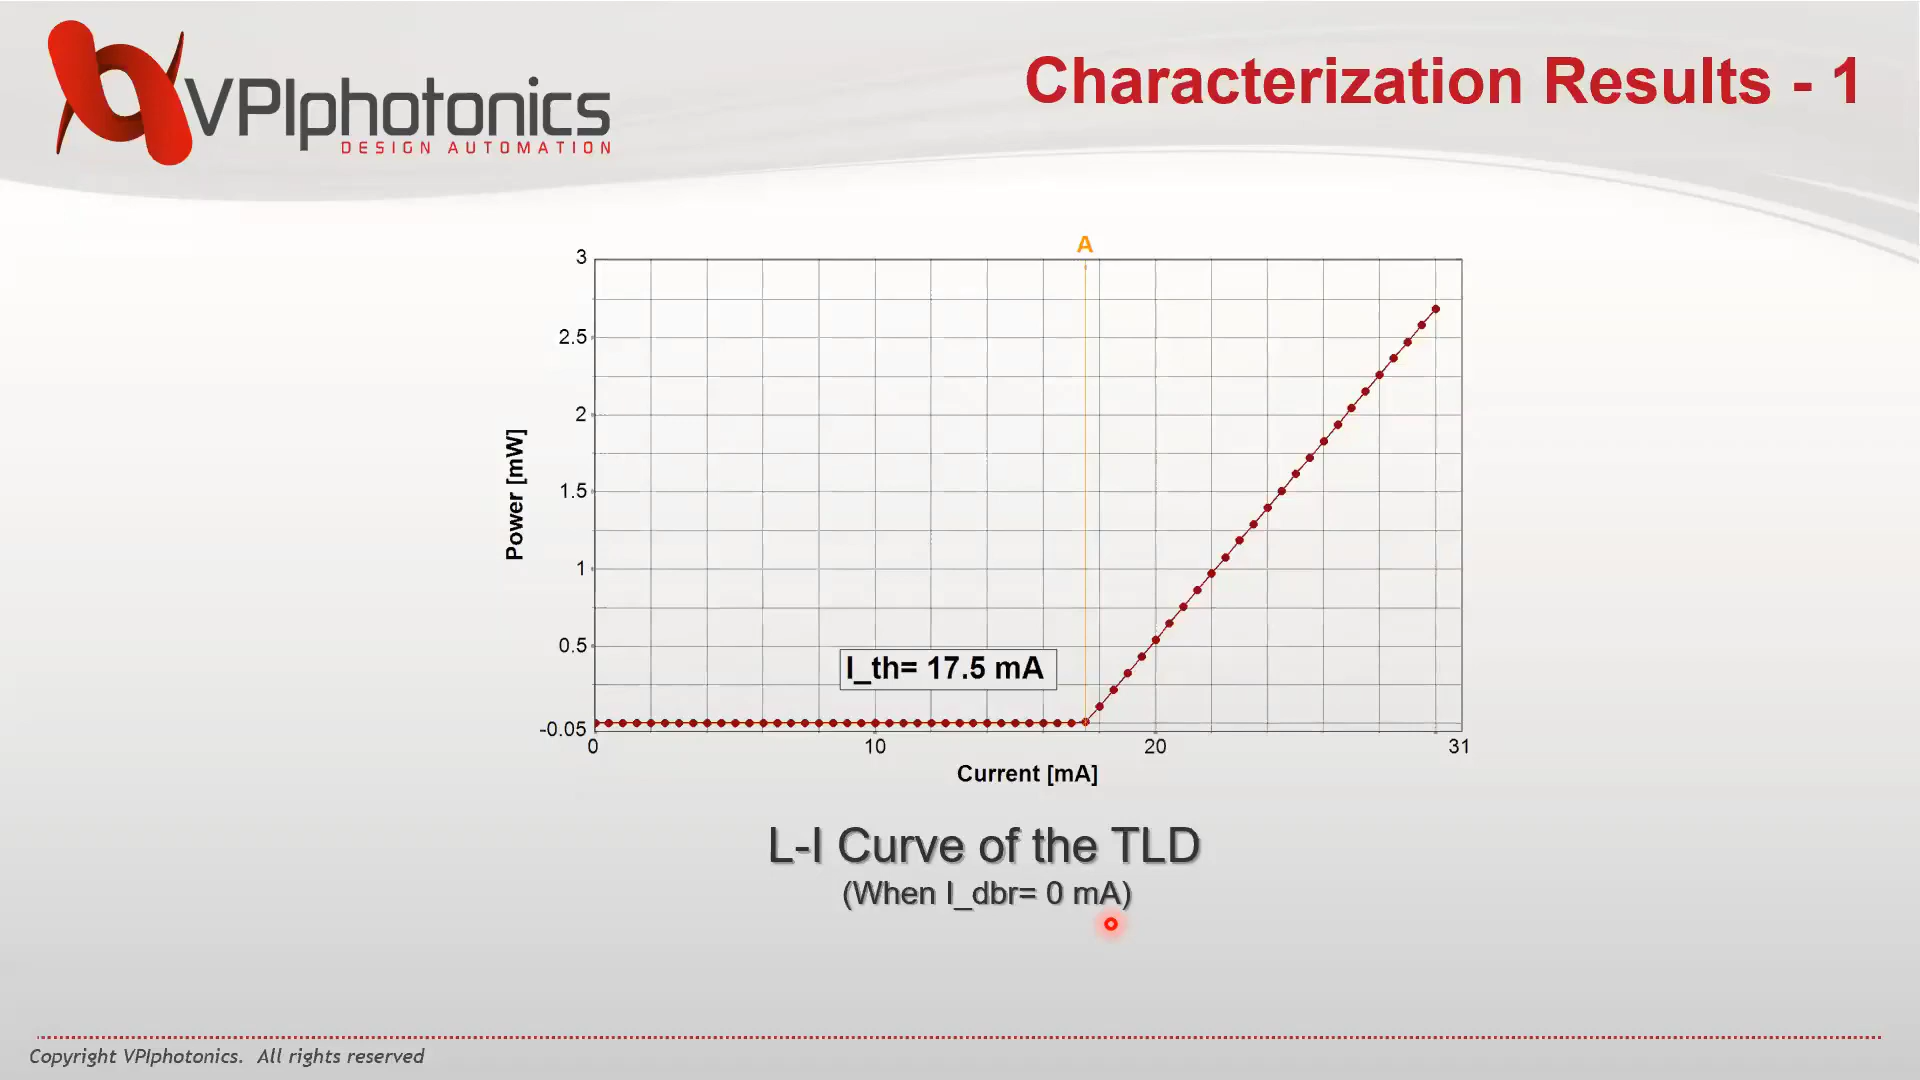 VPIphotonics
DESIGN AUTOMATION
Characterization Results - 1
A
3
2.5
2
1.5
1
0.5
-0.05
Power [mW]
I_th= 17.5 mA
0
10
20
31
Current [mA]
L-I Curve of the TLD
(When I_dbr= 0 mA)
Copyright VPIphotonics. All rights reserved